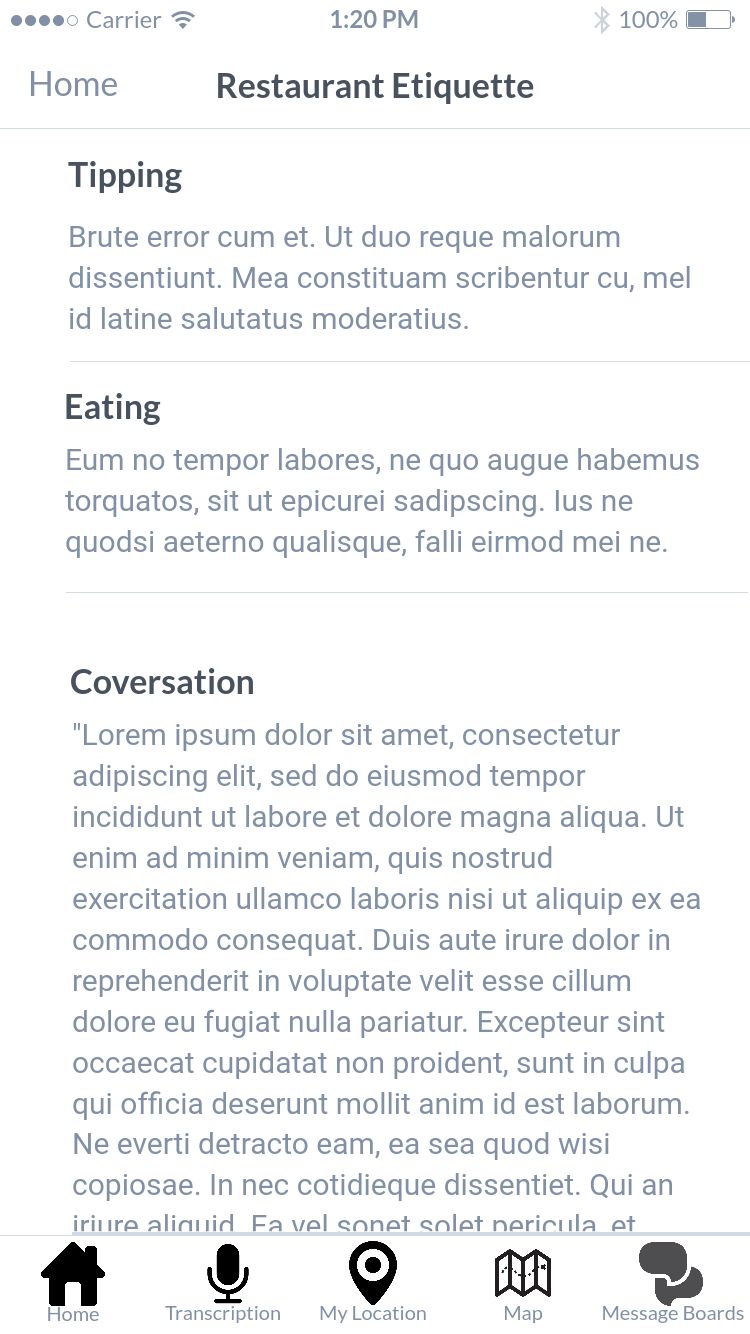 Carrier 1:20 PM 100%
Home Restaurant Etiquette
Tipping
Brute error cum et. Ut duo reque malorum
dissentiunt. Mea constituam scribentur cu, mel
id latine salutatus moderatius.
Eating
Eum no tempor labores, ne quo augue habemus
torquatos, sit ut epicurei sadipscing. Ius ne
quodsi aeterno qualisque, falli eirmod mei ne.
Coversation
"Lorem ipsum dolor sit amet, consectetur
adipiscing elit, sed do eiusmod tempor
incididunt ut labore et dolore magna aliqua. Ut
enim ad minim veniam, quis nostrud
exercitation ullamco laboris nisi ut aliquip ex ea
commodo consequat. Duis aute irure dolor in
reprehenderit in voluptate velit esse cillum
dolore eu fugiat nulla pariatur. Excepteur sint
occaecat cupidatat non proident, sunt in culpa
qui officia deserunt mollit anim id est laborum.
Ne everti detracto eam, ea sea quod wisi
copiosae. In nec cotidieque dissentiet. Qui an
iriure aliquid. Ea vel sonet solet pericula, et
Home Transcription My Location Map Message Boards